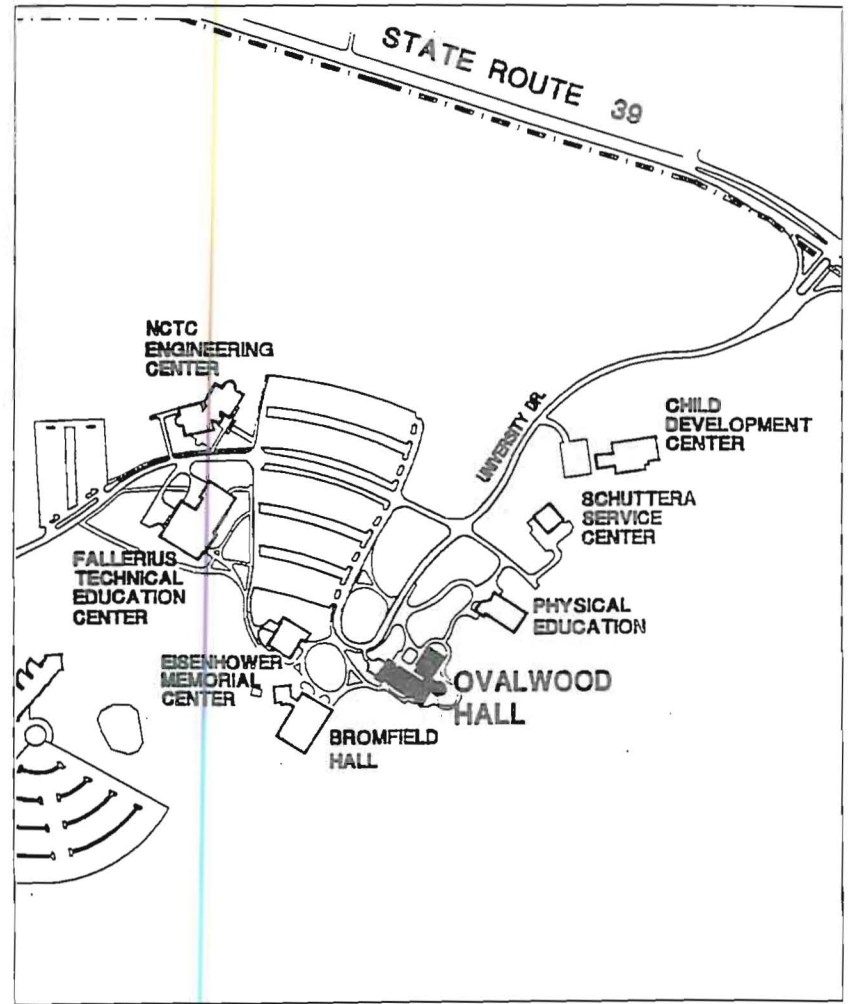 STATE ROUTE 39
NCTC
ENGINEERING
CENTER
UNIVERSITY DR.
CHILD
DEVELOPMENT
CENTER
SCHUTTERA
SERVICE
CENTER
FALLERIUS
TECHNICAL
EDUCATION
CENTER
PHYSICAL
EDUCATION
EISENHOWER
MEMORIAL
CENTER
OVALWOOD
HALL
BROMFIELD
HALL